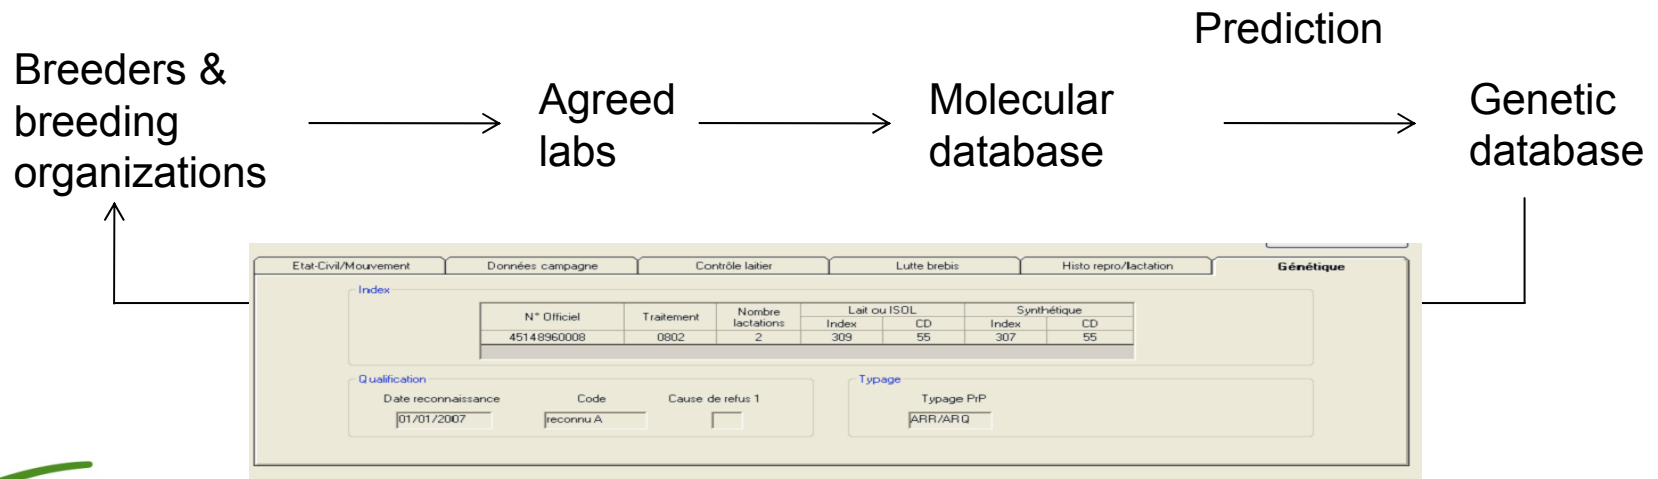 Prediction
Breeders &
breeding
organizations
Agreed
labs
Molecular
database
Genetic
database
Etat-Civil/Mouvement Données campagne Contrôle laitier Lutte brebis Histo repro/lactation Génétique
Index
N° Officiel Traitement Nombre lactations Lait ou ISOL Synthétique
Index CD Index CD
45148960008 0802 2 309 55 307 55
Qualification Typage
Date reconnaissance Code Cause de refus 1 Typage PrP
01/01/2007 reconnu A ARR/ARQ